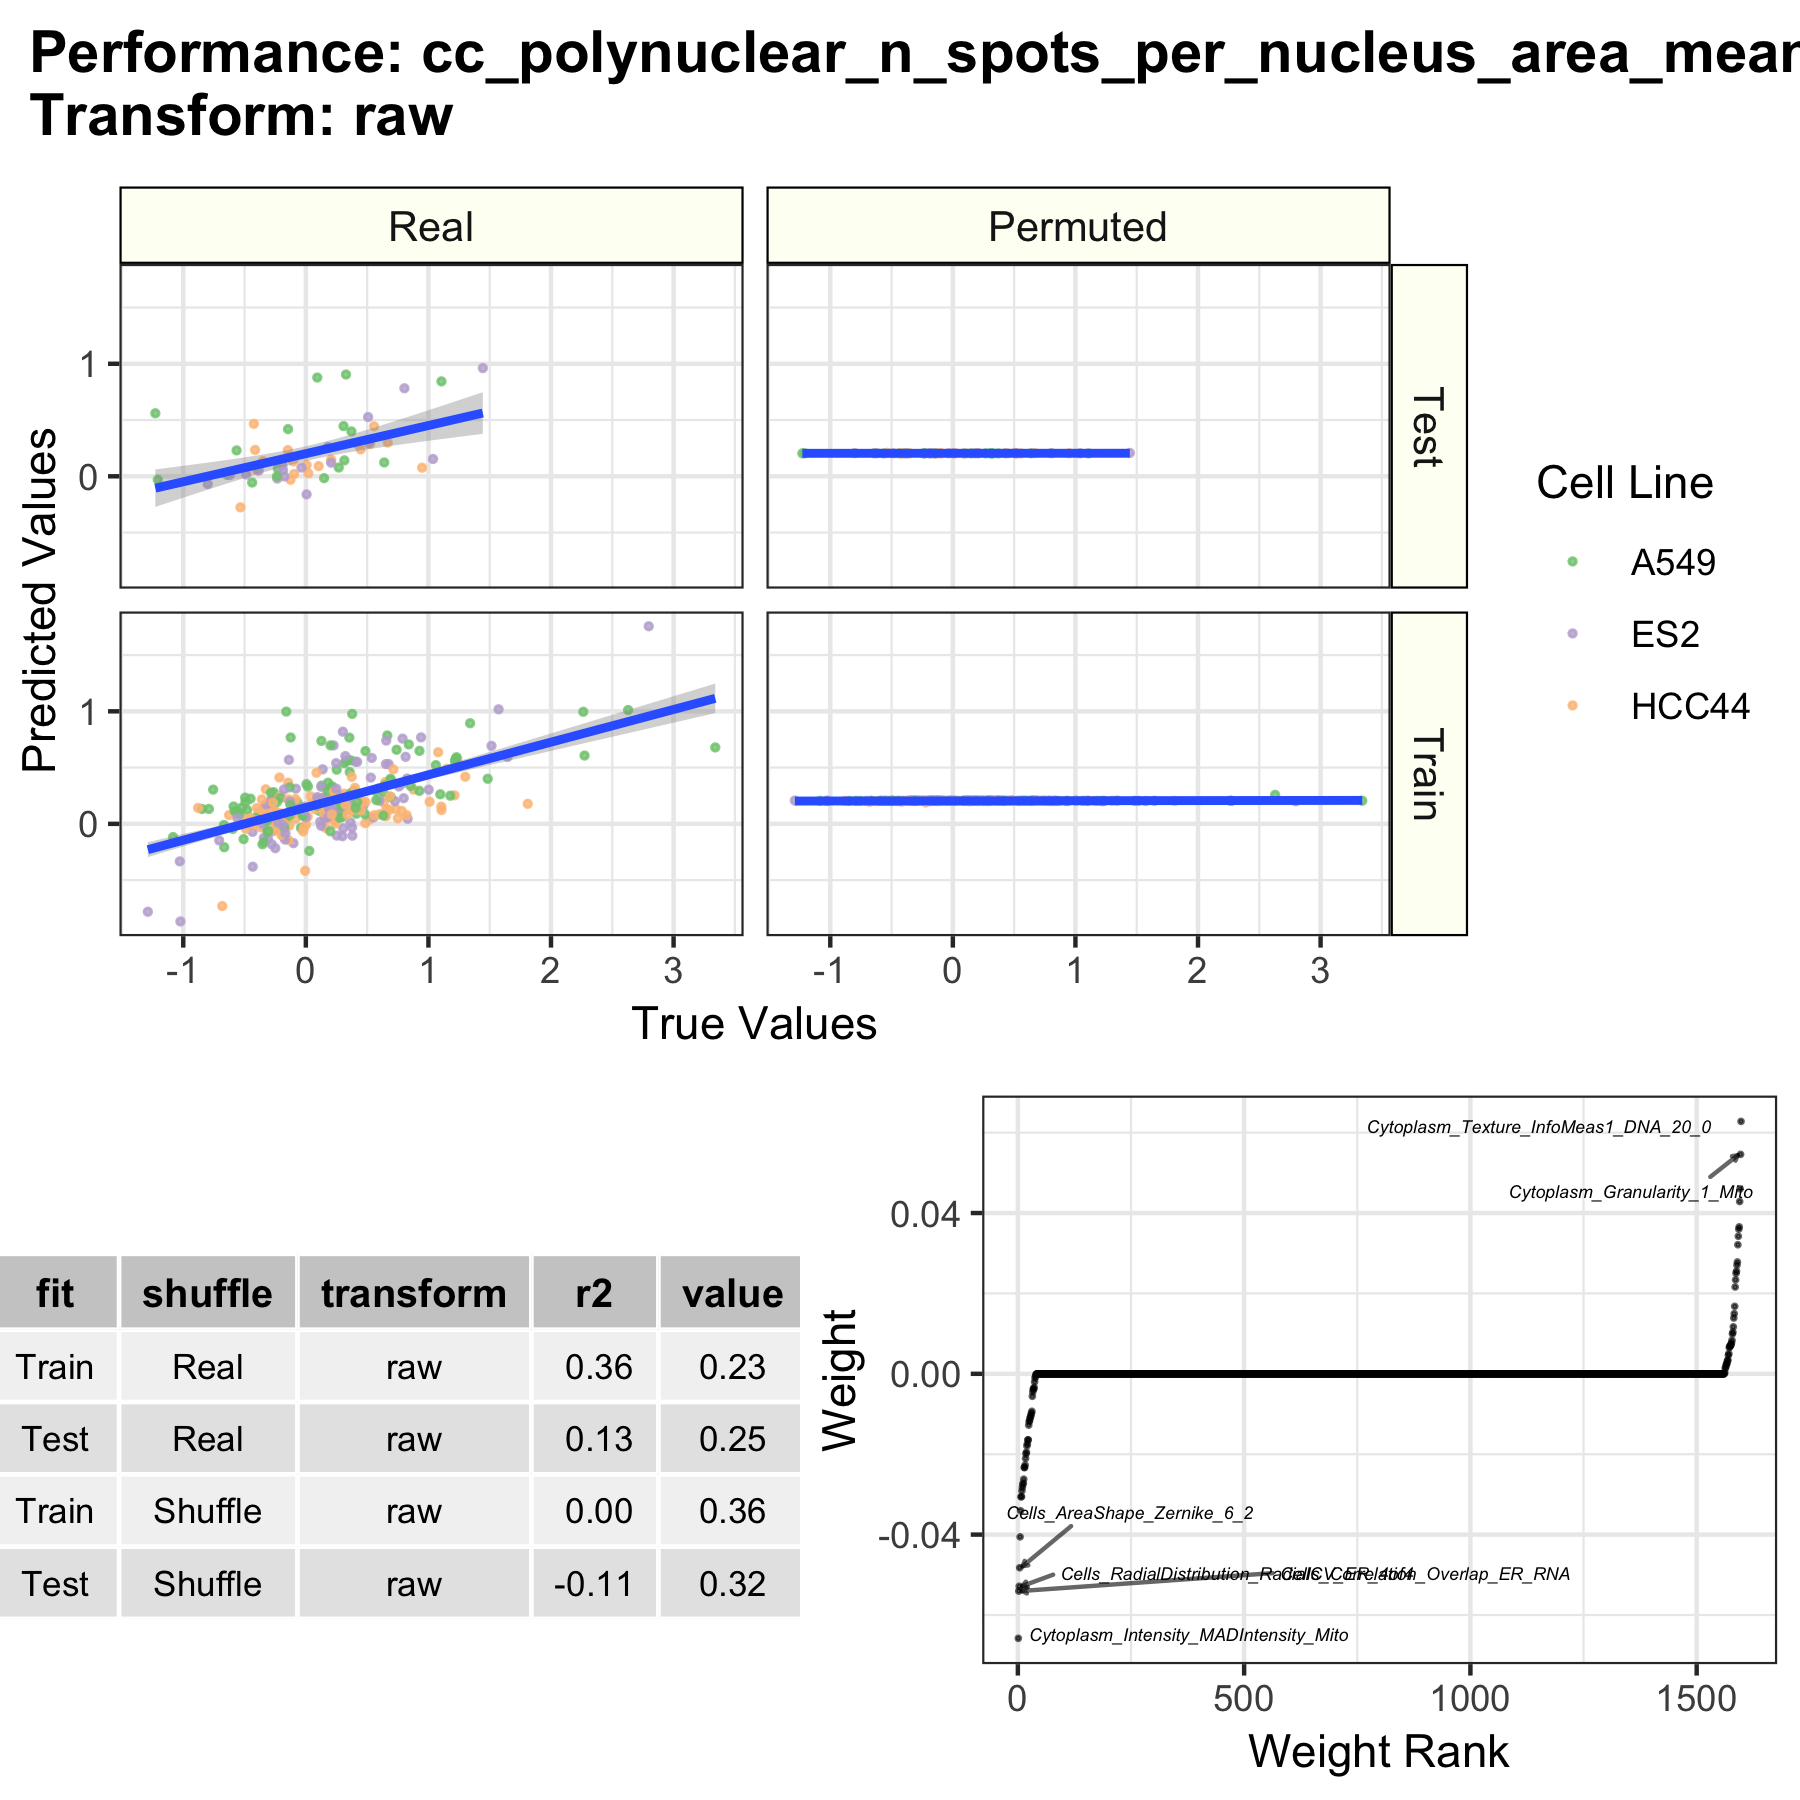 Performance: cc_polynuclear_n_spots_per_nucleus_area_mean
Transform: raw
Real
Permuted
Test
Train
1
0
1
0
-1 0 1 2 3
-1 0 1 2 3
Predicted Values
True Values
Cell Line
A549
ES2
HCC44
fit shuffle transform r2 value
Train Real raw 0.36 0.23
Test Real raw 0.13 0.25
Train Shuffle raw 0.00 0.36
Test Shuffle raw -0.11 0.32
Weight
0.04
0.00
-0.04
Cytoplasm_Texture_InfoMeas1_DNA_20_0
Cytoplasm_Granularity_1_Mito
Cells_AreaShape_Zernike_6_2
Cells_RadialDistribution_RadialCV_ER_4of4
Cells_Correlation_Overlap_ER_RNA
Cytoplasm_Intensity_MADIntensity_Mito
0 500 1000 1500
Weight Rank